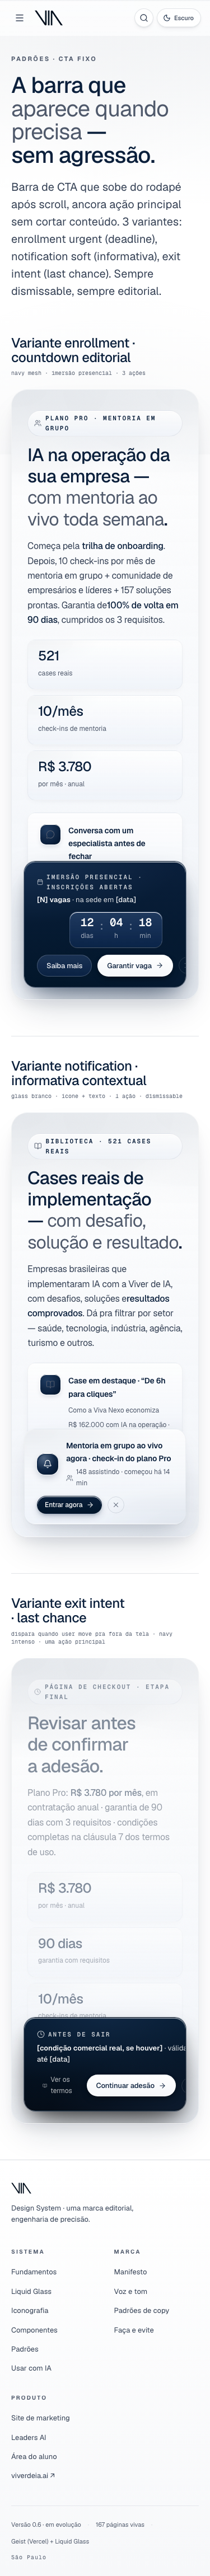 VIA
Escuro
PADRÕES · CTA FIXO
A barra que
aparece quando
precisa —
sem agressão.
Barra de CTA que sobe do rodapé
após scroll, ancora ação principal
sem cortar conteúdo. 3 variantes:
enrollment urgent (deadline),
notification soft (informativa), exit
intent (last chance). Sempre
dismissable, sempre editorial.
Variante enrollment ·
countdown editorial
navy mesh · imersão presencial · 3 ações
PLANO PRO · MENTORIA EM
GRUPO
IA na operação da
sua empresa —
com mentoria ao
vivo toda semana.
Começa pela trilha de onboarding.
Depois, 10 check-ins por mês de
mentoria em grupo + comunidade de
empresários e líderes + 157 soluções
prontas. Garantia de100% de volta em
90 dias, cumpridos os 3 requisitos.
521
cases reais
10/mês
check-ins de mentoria
R$ 3.780
por mês · anual
Conversa com um
especialista antes de
fechar
IMERSÃO PRESENCIAL ·
INSCRIÇÕES ABERTAS
[N] vagas · na sede em [data]
12 : 04 : 18
dias h min
Saiba mais
Garantir vaga →
Variante notification ·
informativa contextual
glass branco · ícone + texto · 1 ação · dismissable
BIBLIOTECA · 521 CASES
REAIS
Cases reais de
implementação
— com desafio,
solução e resultado.
Empresas brasileiras que
implementaram IA com a Viver de IA,
com desafios, soluções eresultados
comprovados. Dá pra filtrar por setor
— saúde, tecnologia, indústria, agência,
turismo e outros.
Case em destaque · “De 6h
para cliques”
Como a Viva Nexo economiza
R$ 162.000 com IA na operação ·
Mentoria em grupo ao vivo
agora · check-in do plano Pro
148 assistindo · começou há 14
min
Entrar agora →
Variante exit intent
· last chance
dispara quando user move pra fora da tela · navy
intenso · uma ação principal
PÁGINA DE CHECKOUT · ETAPA
FINAL
Revisar antes
de confirmar
a adesão.
Plano Pro: R$ 3.780 por mês, em
contratação anual · garantia de 90
dias com 3 requisitos · condições
completas na cláusula 7 dos termos
de uso.
R$ 3.780
por mês · anual
90 dias
garantia com requisitos
10/mês
check-ins de mentoria
ANTES DE SAIR
[condição comercial real, se houver] · válida
até [data]
Ver os
termos
Continuar adesão →
VIA
Design System · uma marca editorial,
engenharia de precisão.
SISTEMA
Fundamentos
Liquid Glass
Iconografia
Componentes
Padrões
Usar com IA
MARCA
Manifesto
Voz e tom
Padrões de copy
Faça e evite
PRODUTO
Site de marketing
Leaders AI
Área do aluno
viverdeia.ai ↗
Versão 0.6 · em evolução
167 páginas vivas
Geist (Vercel) + Liquid Glass
São Paulo